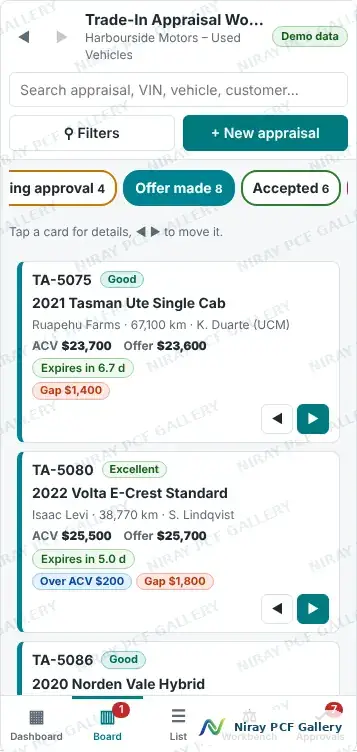 Trade-In Appraisal Wo...
Harbourside Motors – Used
Vehicles
Demo data
Search appraisal, VIN, vehicle, customer...
Filters
+ New appraisal
ing approval 4
Offer made 8
Accepted 6
Tap a card for details, ◀ ▶ to move it.
TA-5075 Good
2021 Tasman Ute Single Cab
Ruapehu Farms · 67,100 km · K. Duarte (UCM)
ACV $23,700 Offer $23,600
Expires in 6.7 d
Gap $1,400
TA-5080 Excellent
2022 Volta E-Crest Standard
Isaac Levi · 38,770 km · S. Lindqvist
ACV $25,500 Offer $25,700
Expires in 5.0 d
Over ACV $200 Gap $1,800
TA-5086 Good
2020 Norden Vale Hybrid
1
7
Dashboard
Board
List
Workbench
Approvals
Niray PCF Gallery
NIRAY PCF GALLERY